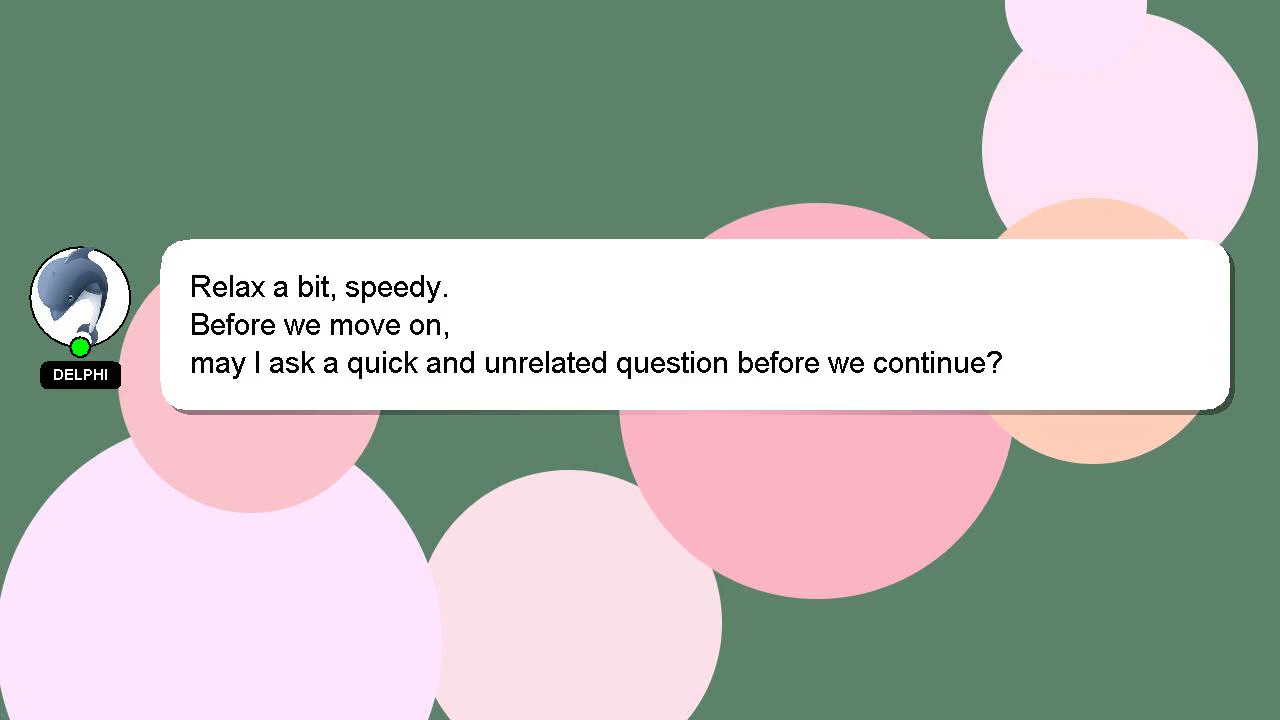 Relax a bit, speedy.
Before we move on,
may I ask a quick and unrelated question before we continue?
DELPHI